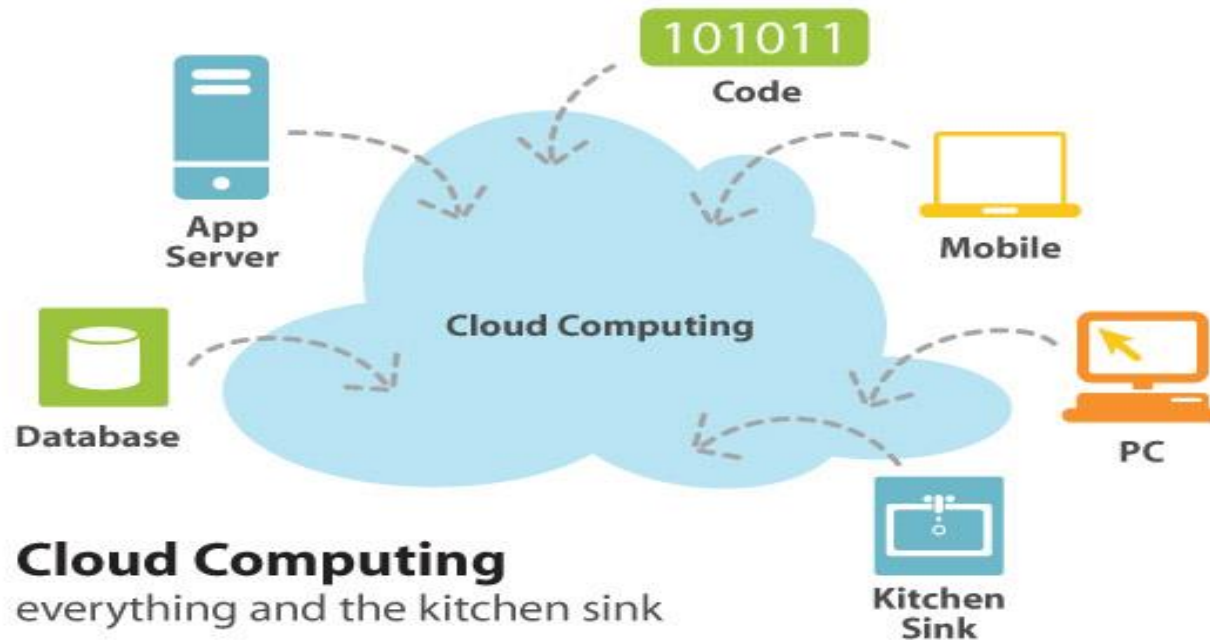 101011
Code
App
Server
Mobile
Cloud Computing
Database
PC
Kitchen
Sink
Cloud Computing
everything and the kitchen sink